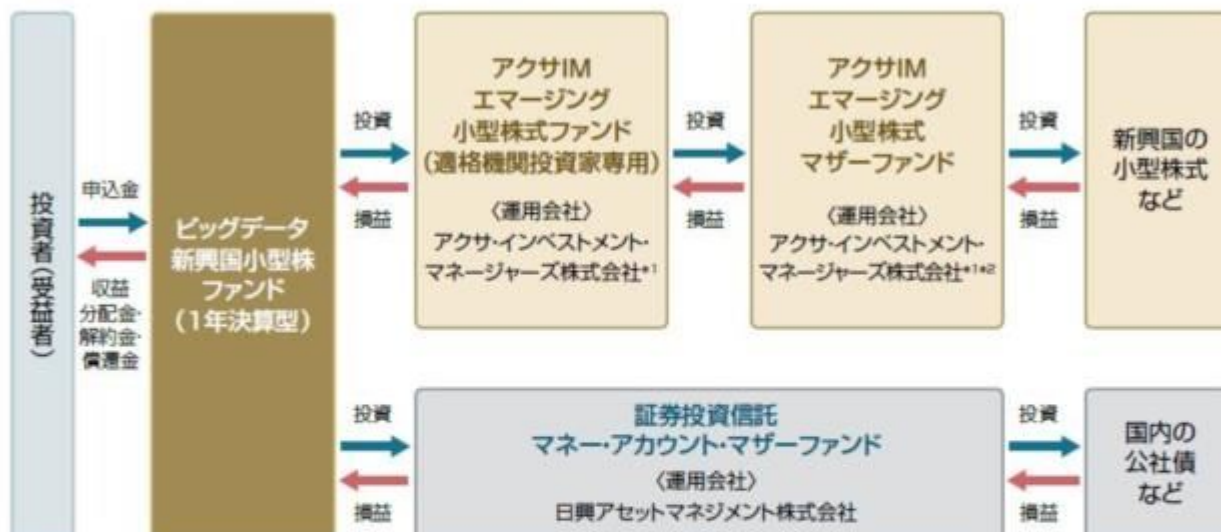 投資者(受益者)
申込金
収益
分配金・
解約金・
償還金
ビッグデータ
新興国小型株
ファンド
(1年決算型)
投資
損益
アクサIM
エマージング
小型株式ファンド
(適格機関投資家専用)
〈運用会社〉
アクサ・インベストメント・
マネージャーズ株式会社*1
投資
損益
アクサIM
エマージング
小型株式
マザーファンド
〈運用会社〉
アクサ・インベストメント・
マネージャーズ株式会社*1*2
投資
損益
新興国の
小型株式
など
投資
損益
証券投資信託
マネー・アカウント・マザーファンド
〈運用会社〉
日興アセットマネジメント株式会社
投資
損益
国内の
公社債
など